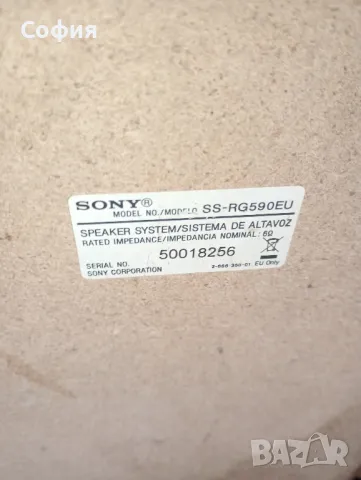 София
SONY®
MODEL NO./MODELO SS-RG590EU
SPEAKER SYSTEM/SISTEMA DE ALTAVOZ
RATED IMPEDANCE/IMPEDANCIA NOMINAL: 6Ω
SERIAL NO. 50018256
SONY CORPORATION
EU Only
bazar